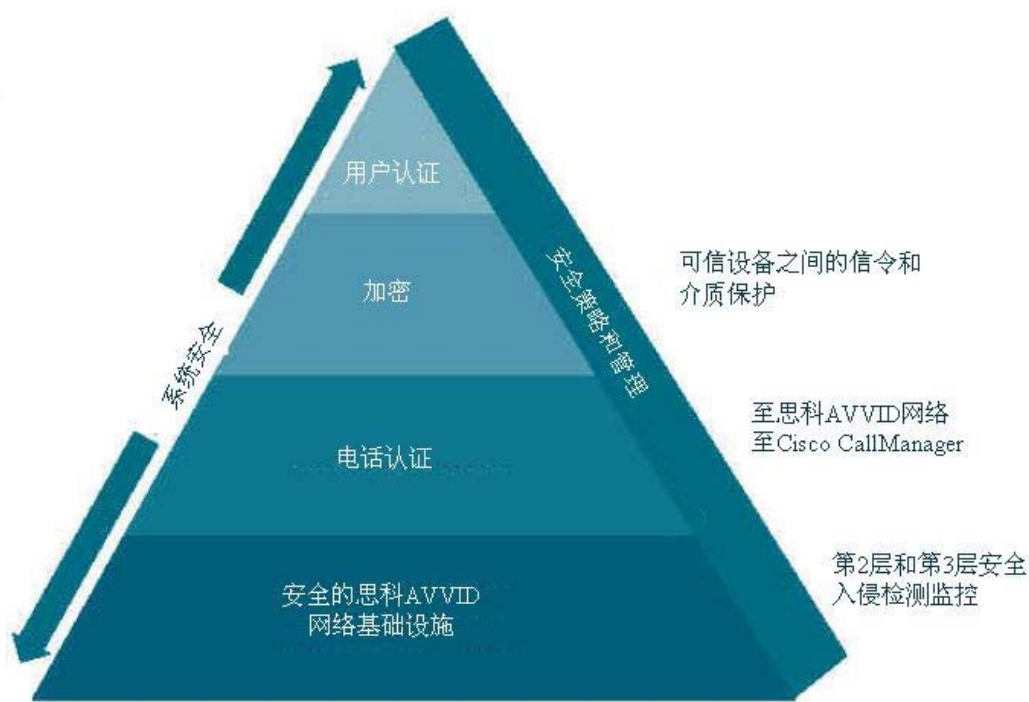 用户认证
加密
电话认证
安全的思科AVVID
网络基础设施
系统安全
安全策略和管理
可信设备之间的信令和
介质保护
至思科AVVID网络
至Cisco CallManager
第2层和第3层安全
入侵检测监控